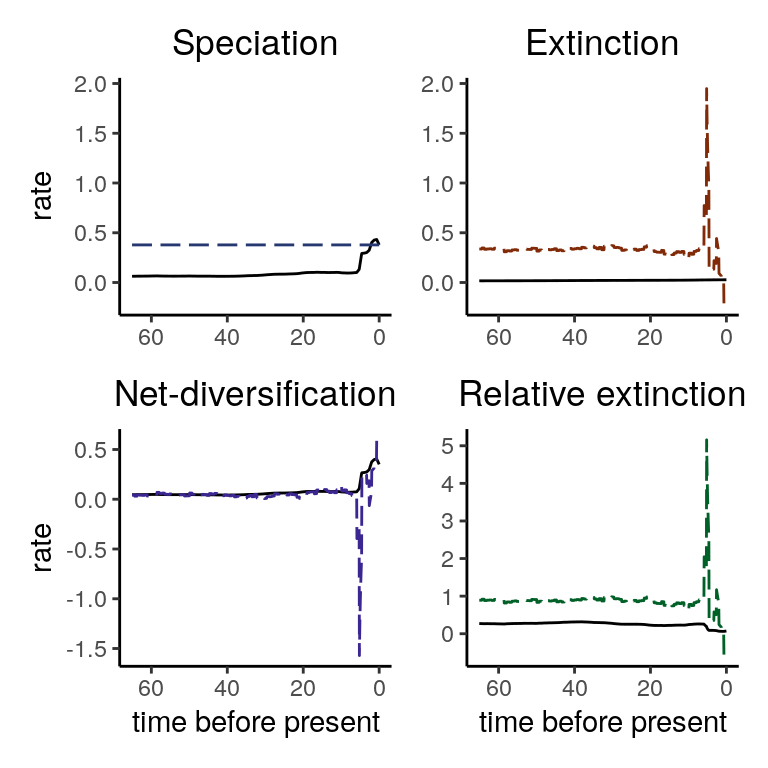 Speciation
Extinction
2.0
1.5
1.0
0.5
0.0
rate
60 40 20 0
2.0
1.5
1.0
0.5
0.0
60 40 20 0
Net-diversification
Relative extinction
0.5
0.0
-0.5
-1.0
-1.5
rate
60 40 20 0
time before present
5
4
3
2
1
0
60 40 20 0
time before present